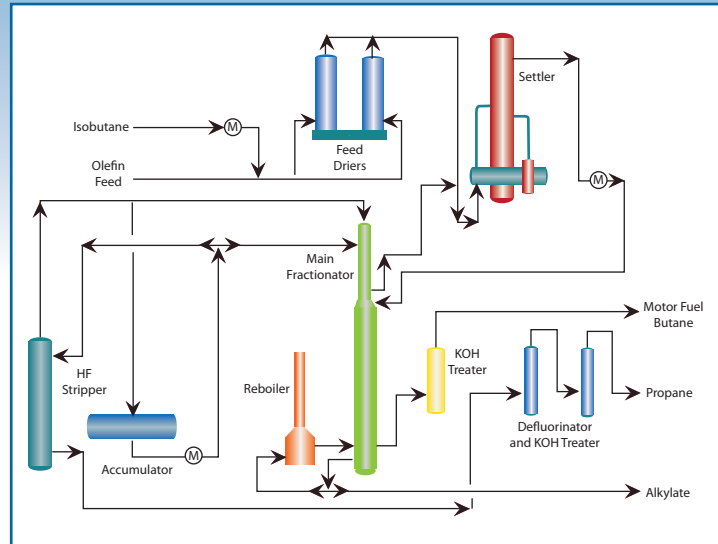 Settler
Isobutane
M
Olefin
Feed
Feed
Driers
M
Main
Fractionator
Motor Fuel
Butane
KOH
Treater
HF
Stripper
Reboiler
Propane
Defluorinator
and KOH Treater
Accumulator
M
Alkylate